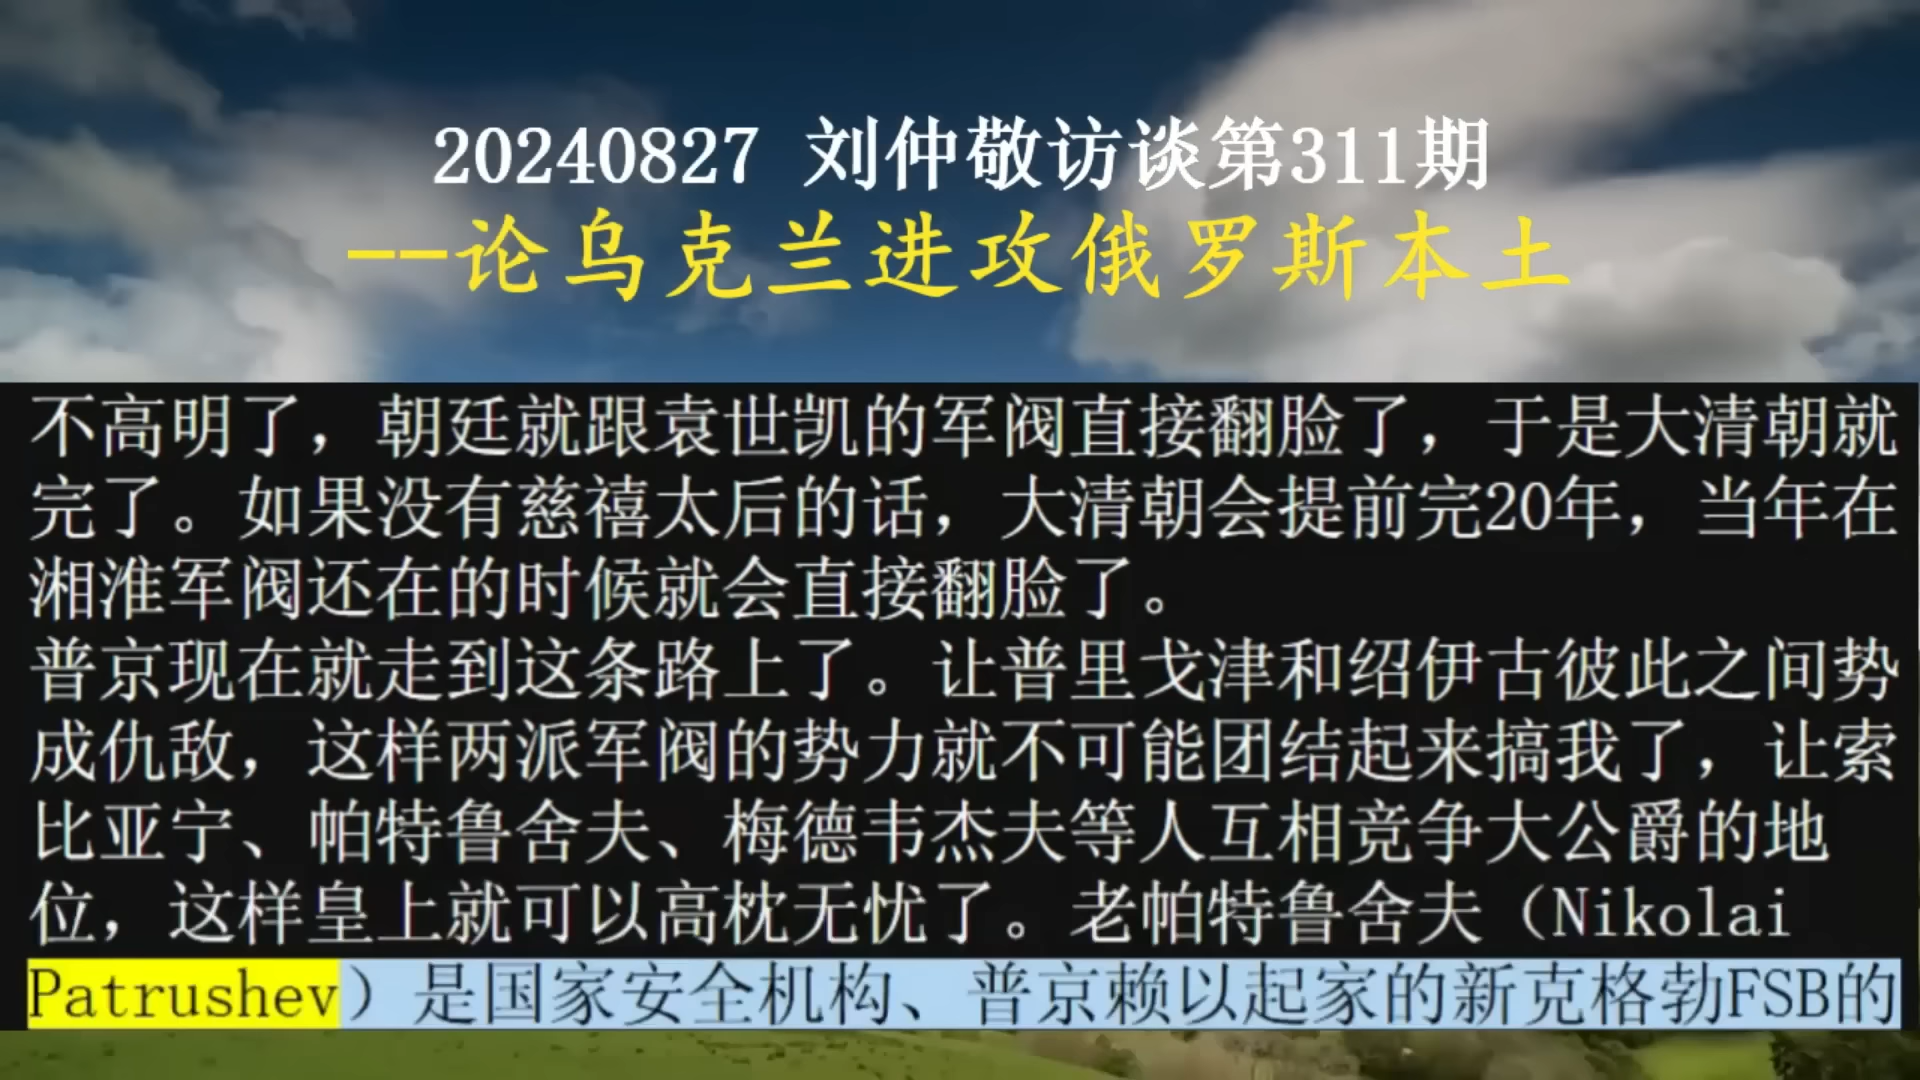 20240827 刘仲敬访谈第311期
--论乌克兰进攻俄罗斯本土
不高明了，朝廷就跟袁世凯的军阀直接翻脸了，于是大清朝就
完了。如果没有慈禧太后的话，大清朝会提前完20年，当年在
湘淮军阀还在的时候就会直接翻脸了。
普京现在就走到这条路上了。让普里戈津和绍伊古彼此之间势
成仇敌，这样两派军阀的势力就不可能团结起来搞我了，让索
比亚宁、帕特鲁舍夫、梅德韦杰夫等人互相竞争大公爵的地
位，这样皇上就可以高枕无忧了。老帕特鲁舍夫（Nikolai
Patrushev）是国家安全机构、普京赖以起家的新克格勃FSB的